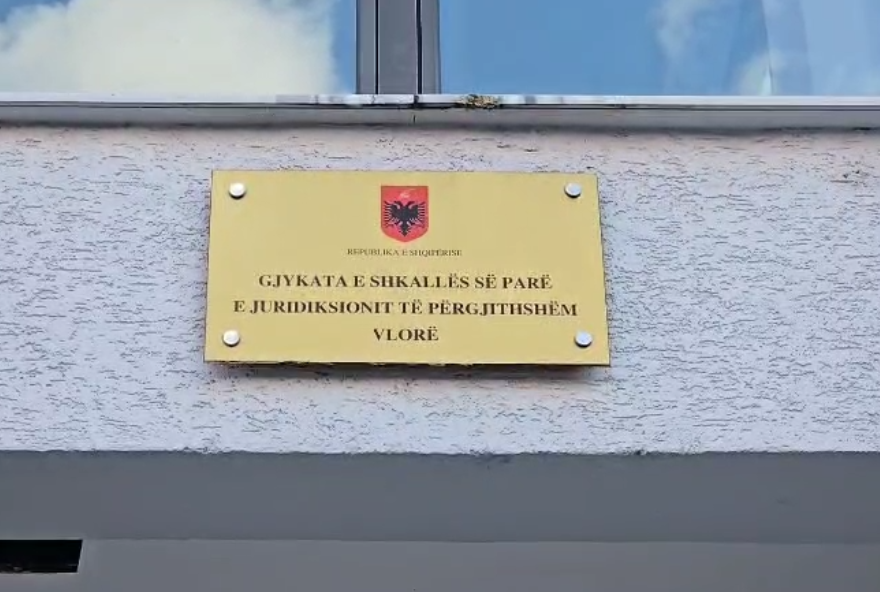 REPUBLIKA E SHQIPËRISË
GJYKATA E SHKALLËS SË PARË
E JURIDIKSIONIT TË PËRGJITHSHËM
VLORË